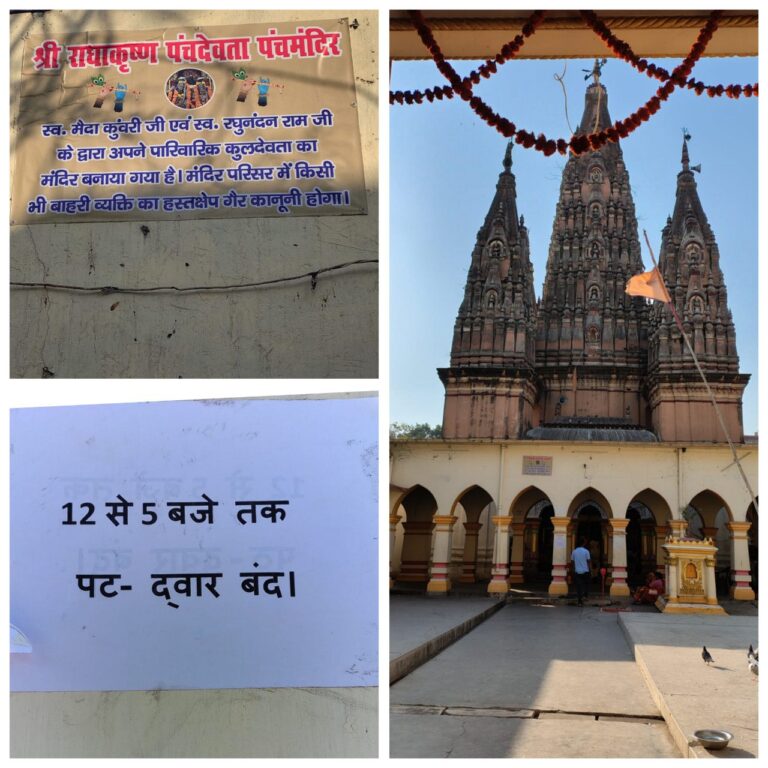 श्री राधाकृष्ण पंचदेवता पंचमंदिर
स्व. मैदा कुंवरी जी एवं स्व. रघुनंदन राम जी
के द्वारा अपने पारिवारिक कुलदेवता का
मंदिर बनाया गया है। मंदिर परिसर में किसी
भी बाहरी व्यक्ति का हस्तक्षेप गैर कानूनी होगा।
12 से 5 बजे तक
पट- द्वार बंद।